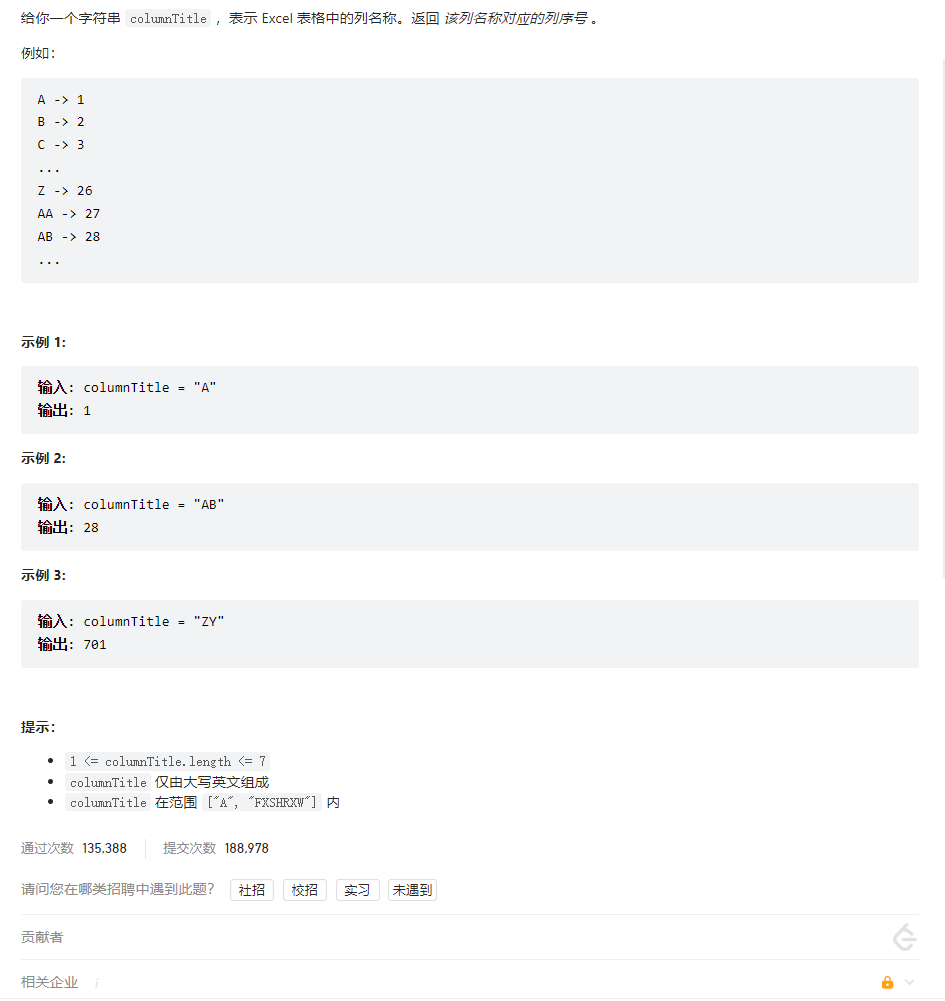 给你一个字符串 columnTitle ，表示 Excel 表格中的列名称。返回 该列名称对应的列序号 。
例如：
A -> 1
B -> 2
C -> 3
...
Z -> 26
AA -> 27
AB -> 28
...
示例 1:
输入: columnTitle = "A"
输出: 1
示例 2:
输入: columnTitle = "AB"
输出: 28
示例 3:
输入: columnTitle = "ZY"
输出: 701
提示：
1 <= columnTitle.length <= 7
columnTitle 仅由大写英文组成
columnTitle 在范围 ["A", "FXSHRXW"] 内
通过次数 135,388 提交次数 188,978
请问您在哪类招聘中遇到此题？ 社招 校招 实习 未遇到
贡献者
相关企业 i